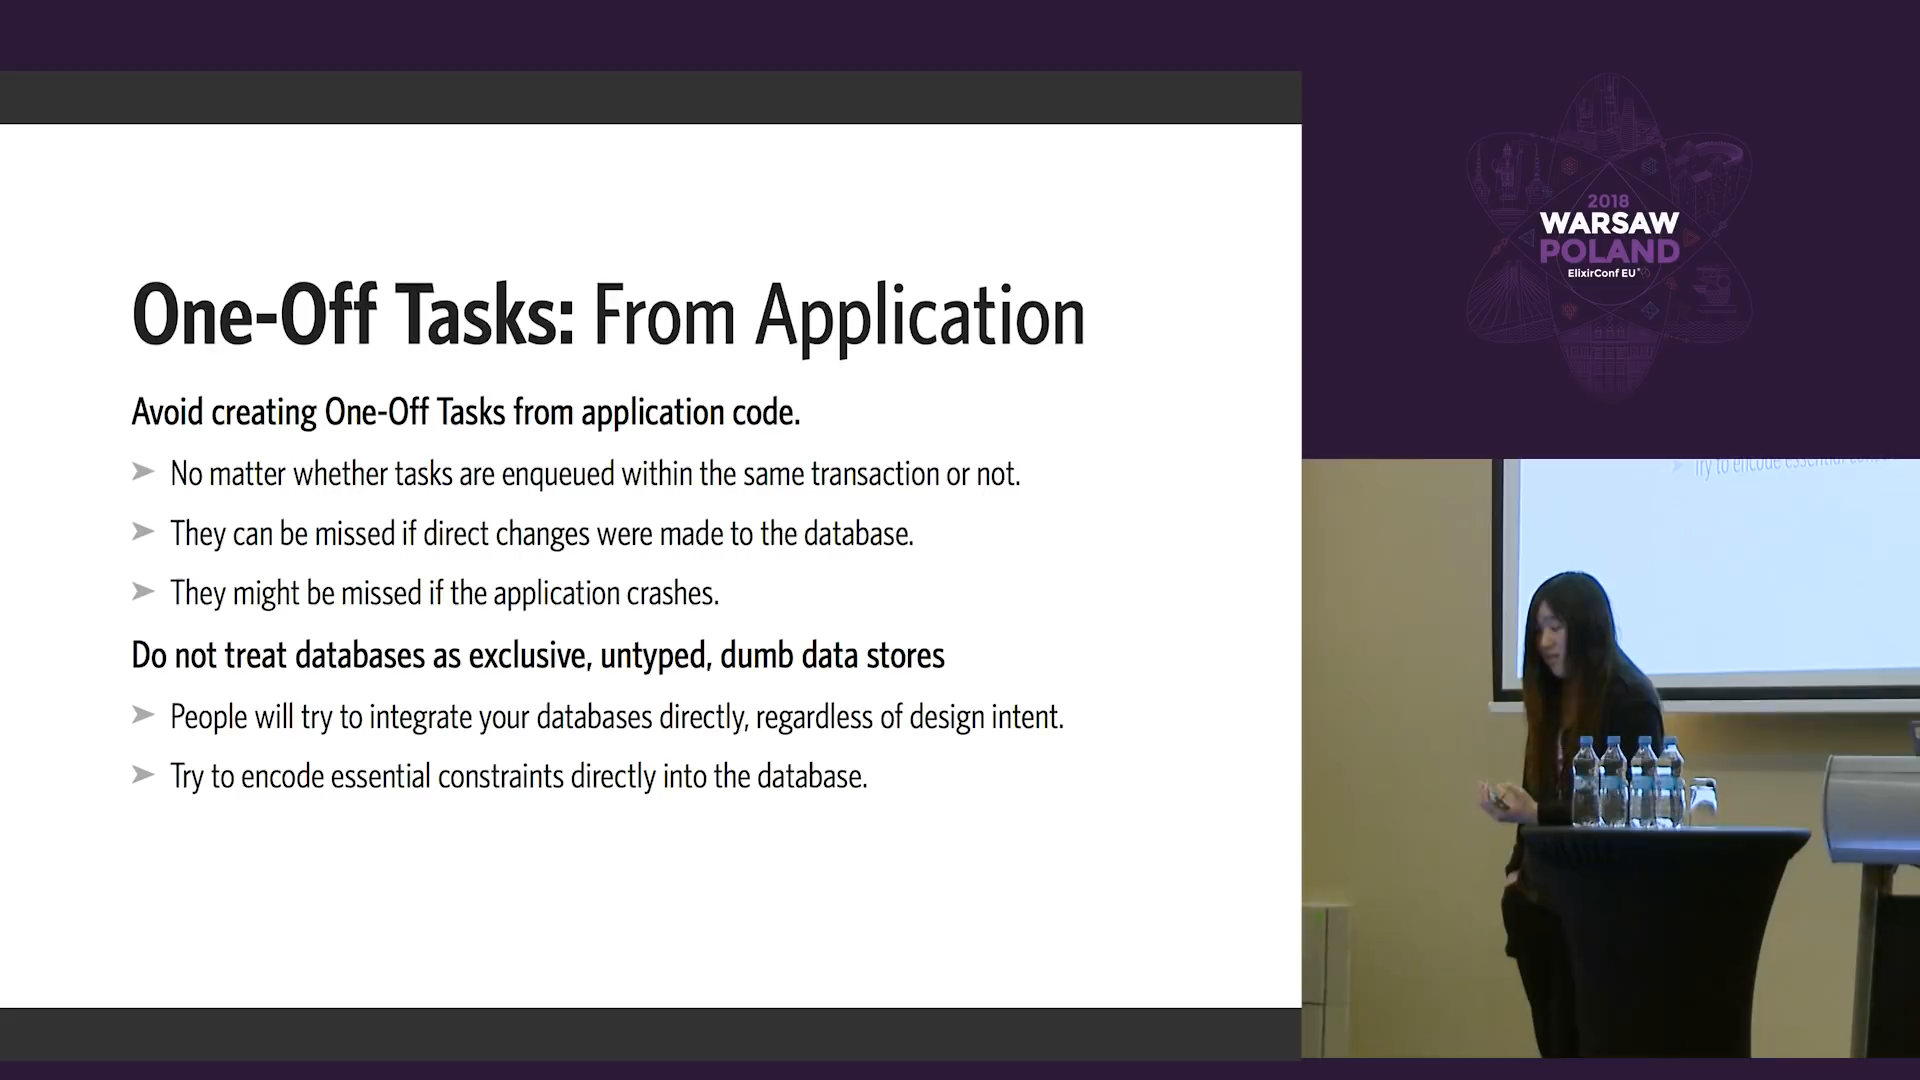 One-Off Tasks: From Application
Avoid creating One-Off Tasks from application code.
No matter whether tasks are enqueued within the same transaction or not.
They can be missed if direct changes were made to the database.
They might be missed if the application crashes.
Do not treat databases as exclusive, untyped, dumb data stores
People will try to integrate your databases directly, regardless of design intent.
Try to encode essential constraints directly into the database.
2018
WARSAW
POLAND
ElixirConf EU
Try to encode essential